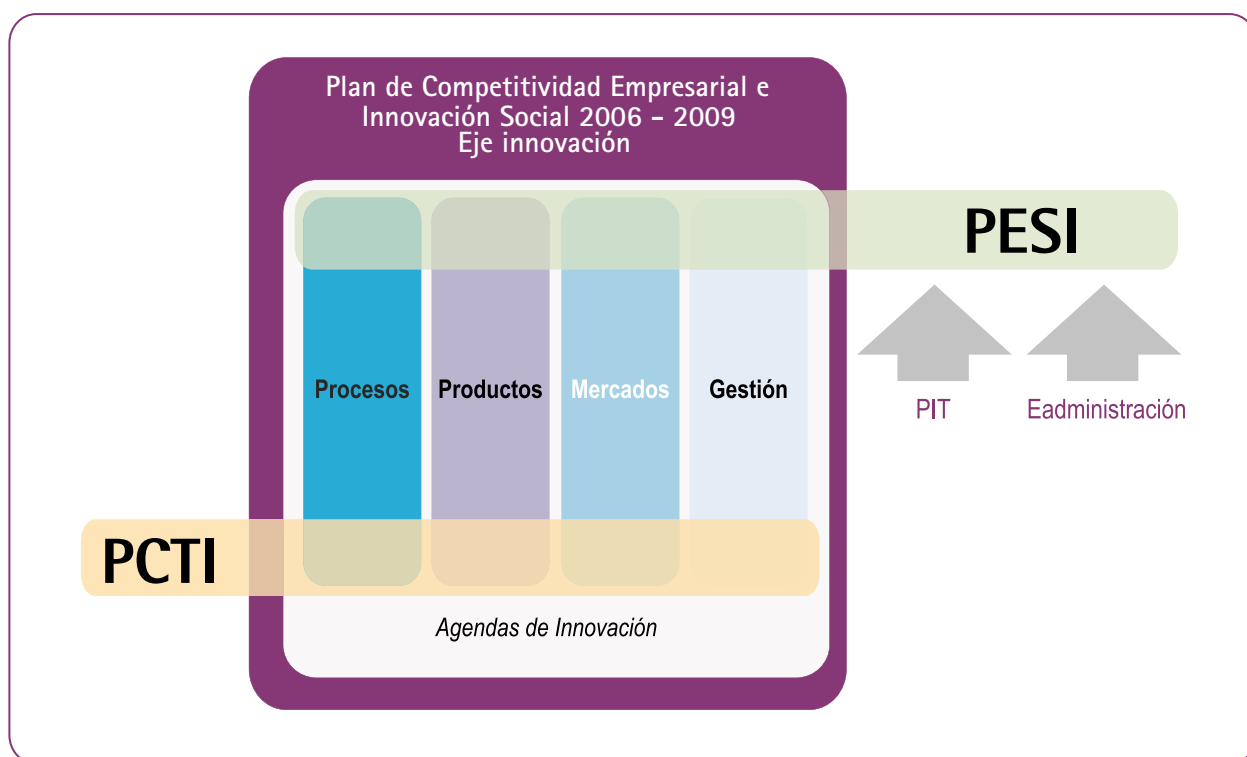 Plan de Competitividad Empresarial e
Innovación Social 2006 - 2009
Eje innovación
PESI
Procesos
Productos
Mercados
Gestión
PIT
Eadministración
PCTI
Agendas de Innovación